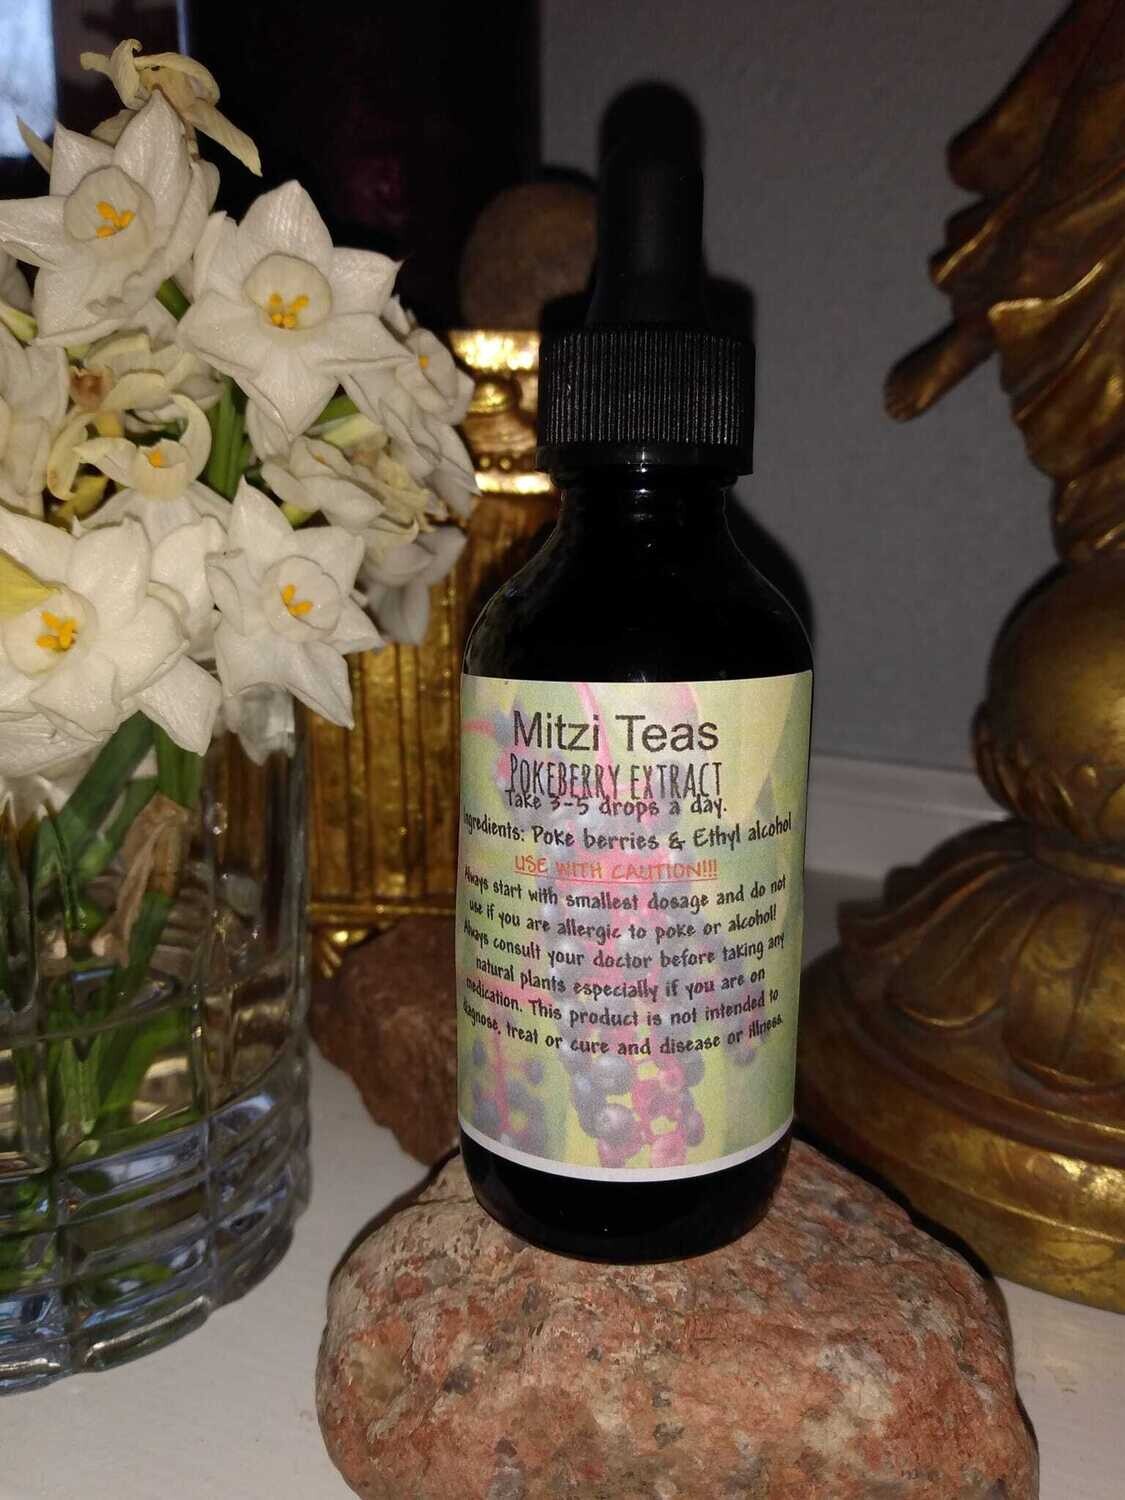 Mitzi Teas
POKEBERRY EXTRACT
Take 3-5 drops a day.
Ingredients: Poke berries & Ethyl alcohol
USE WITH CAUTION!!!
Always start with smallest dosage and do not
use if you are allergic to poke or alcohol!
Always consult your doctor before taking any
natural plants especially if you are on
medication. This product is not intended to
diagnose, treat or cure and disease or illness.